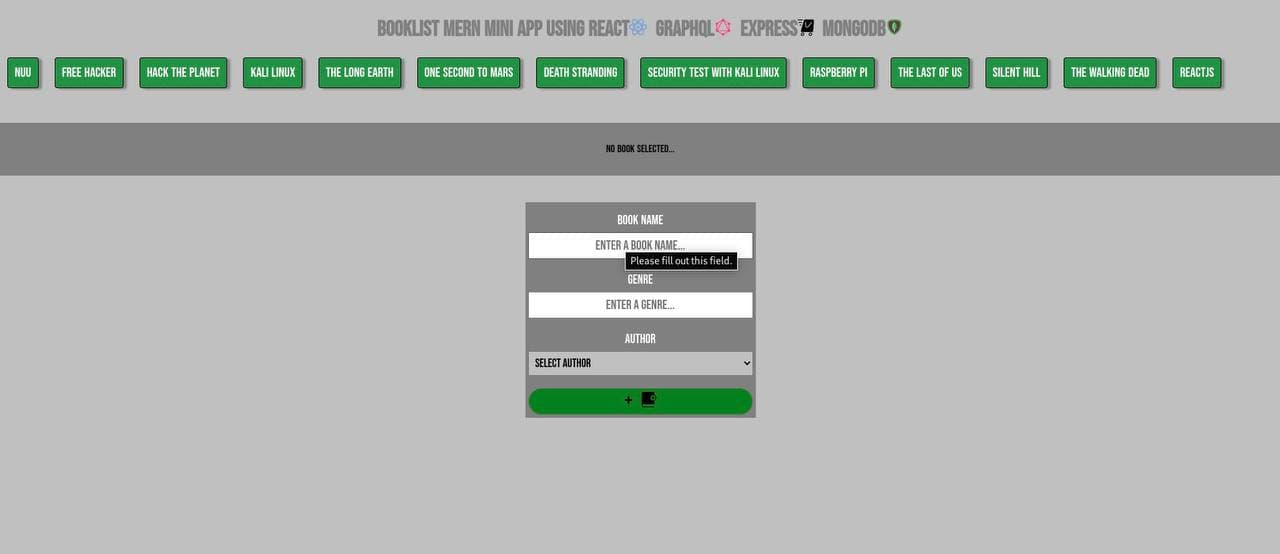 BOOKLIST MERN MINI APP USING REACT GRAPHQL EXPRESS MONGODB
NUU FREE HACKER HACK THE PLANET KALI LINUX THE LONG EARTH ONE SECOND TO MARS DEATH STRANDING SECURITY TEST WITH KALI LINUX RASPBERRY PI THE LAST OF US SILENT HILL THE WALKING DEAD REACTJS
NO BOOK SELECTED...
BOOK NAME
ENTER A BOOK NAME...
Please fill out this field.
GENRE
ENTER A GENRE...
AUTHOR
SELECT AUTHOR
+